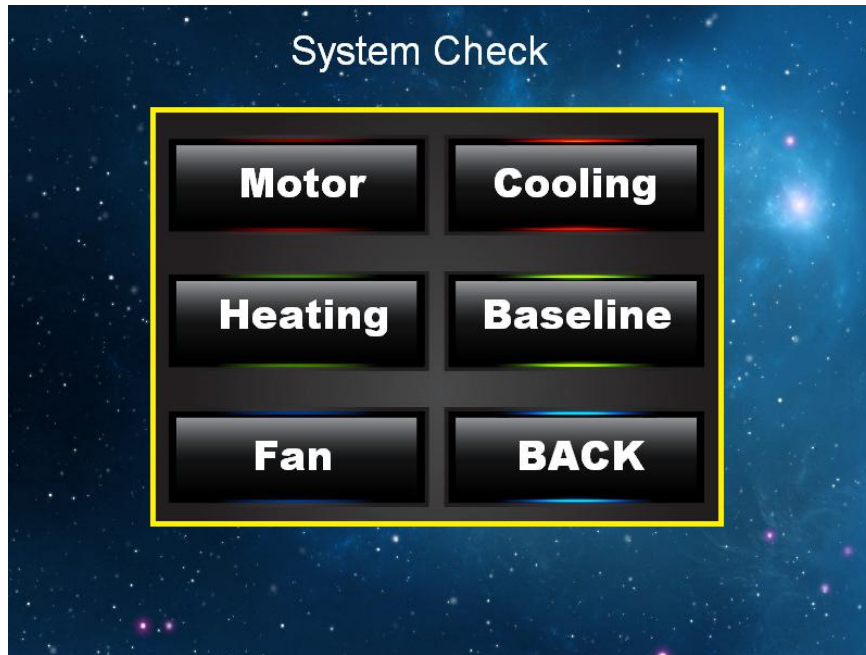 System Check
Motor
Cooling
Heating
Baseline
Fan
BACK